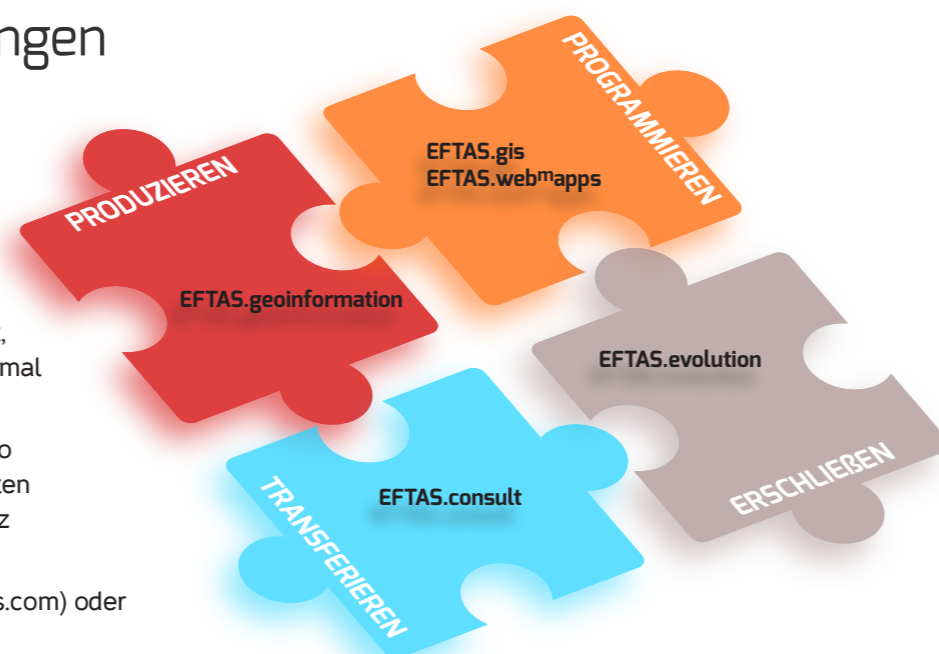 ngen
PROGRAMMIEREN
EFTAS.gis
EFTAS.webmapps
PRODUZIEREN
EFTAS.geoinformation
mal
EFTAS.evolution
ten
z
EFTAS.consult
ERSCHLIEßEN
TRANSFERIEREN
s.com) oder